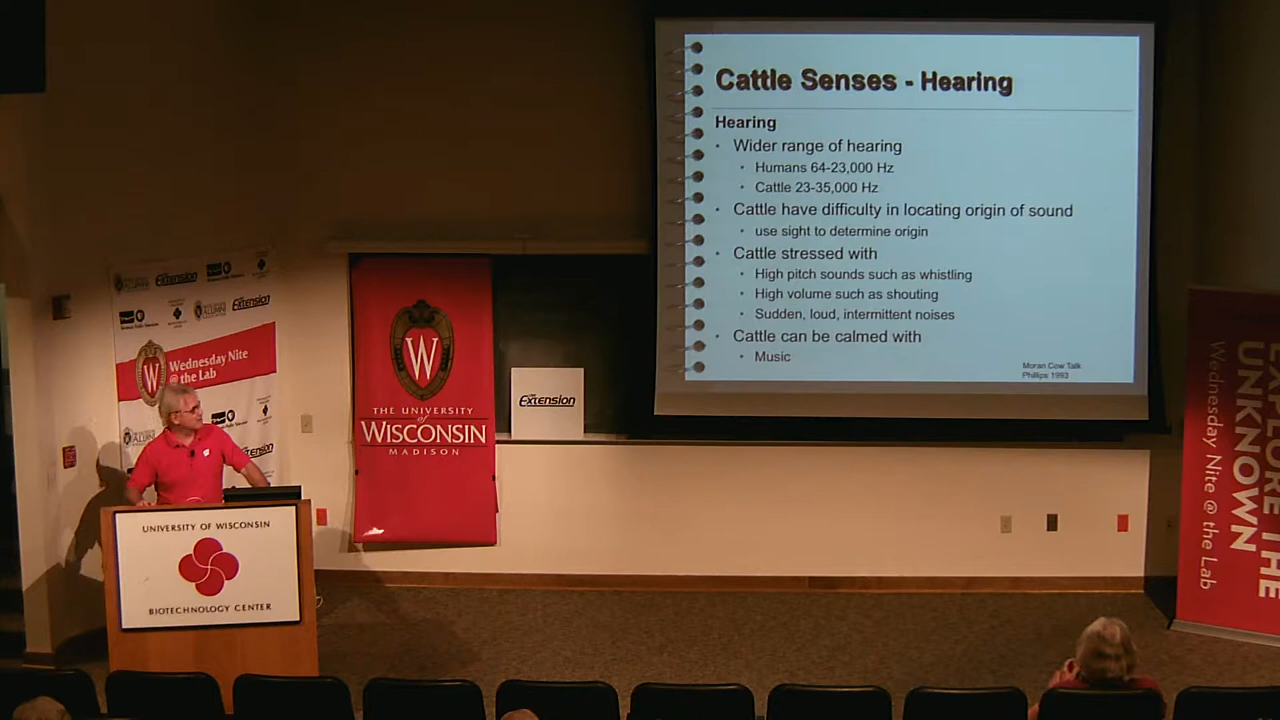 Cattle Senses - Hearing
Hearing
• Wider range of hearing
• Humans 64-23,000 Hz
• Cattle 23-35,000 Hz
• Cattle have difficulty in locating origin of sound
• use sight to determine origin
• Cattle stressed with
• High pitch sounds such as whistling
• High volume such as shouting
• Sudden, loud, intermittent noises
• Cattle can be calmed with
• Music
Moran Cow Talk
Phillips 1993
Extension
Extension
Wednesday Nite
@ the Lab
Extension
W
THE UNIVERSITY
of
WISCONSIN
MADISON
Extension
UNIVERSITY OF WISCONSIN
BIOTECHNOLOGY CENTER
EXPLORE THE
UNKNOWN
Wednesday Nite @ the Lab